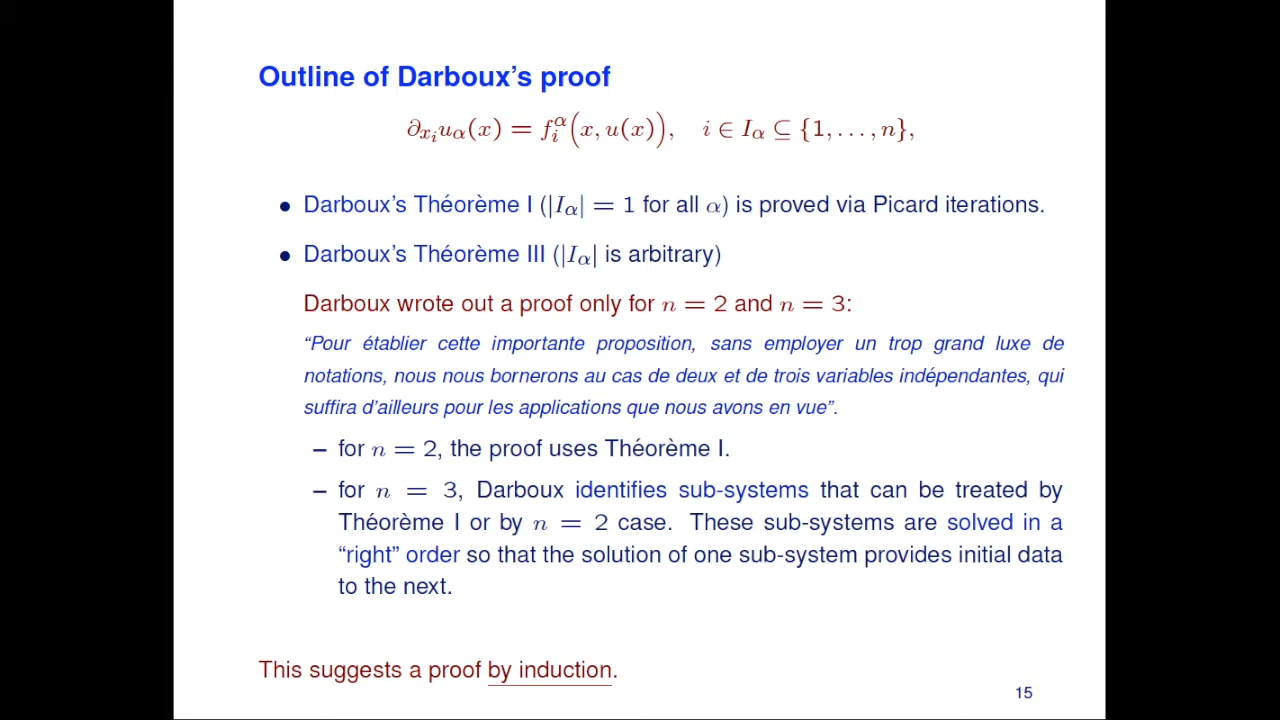 Outline of Darboux's proof
∂ₓᵢuα(x) = fᵢᵅ(x, u(x)),   i ∈ Iα ⊆ {1, . . . , n},
• Darboux's Théorème I (|Iα| = 1 for all α) is proved via Picard iterations.
• Darboux's Théorème III (|Iα| is arbitrary)
Darboux wrote out a proof only for n = 2 and n = 3:
“Pour établier cette importante proposition, sans employer un trop grand luxe de
notations, nous nous bornerons au cas de deux et de trois variables indépendantes, qui
suffira d'ailleurs pour les applications que nous avons en vue”.
– for n = 2, the proof uses Théorème I.
– for n = 3, Darboux identifies sub-systems that can be treated by
Théorème I or by n = 2 case. These sub-systems are solved in a
“right” order so that the solution of one sub-system provides initial data
to the next.
This suggests a proof by induction.
15